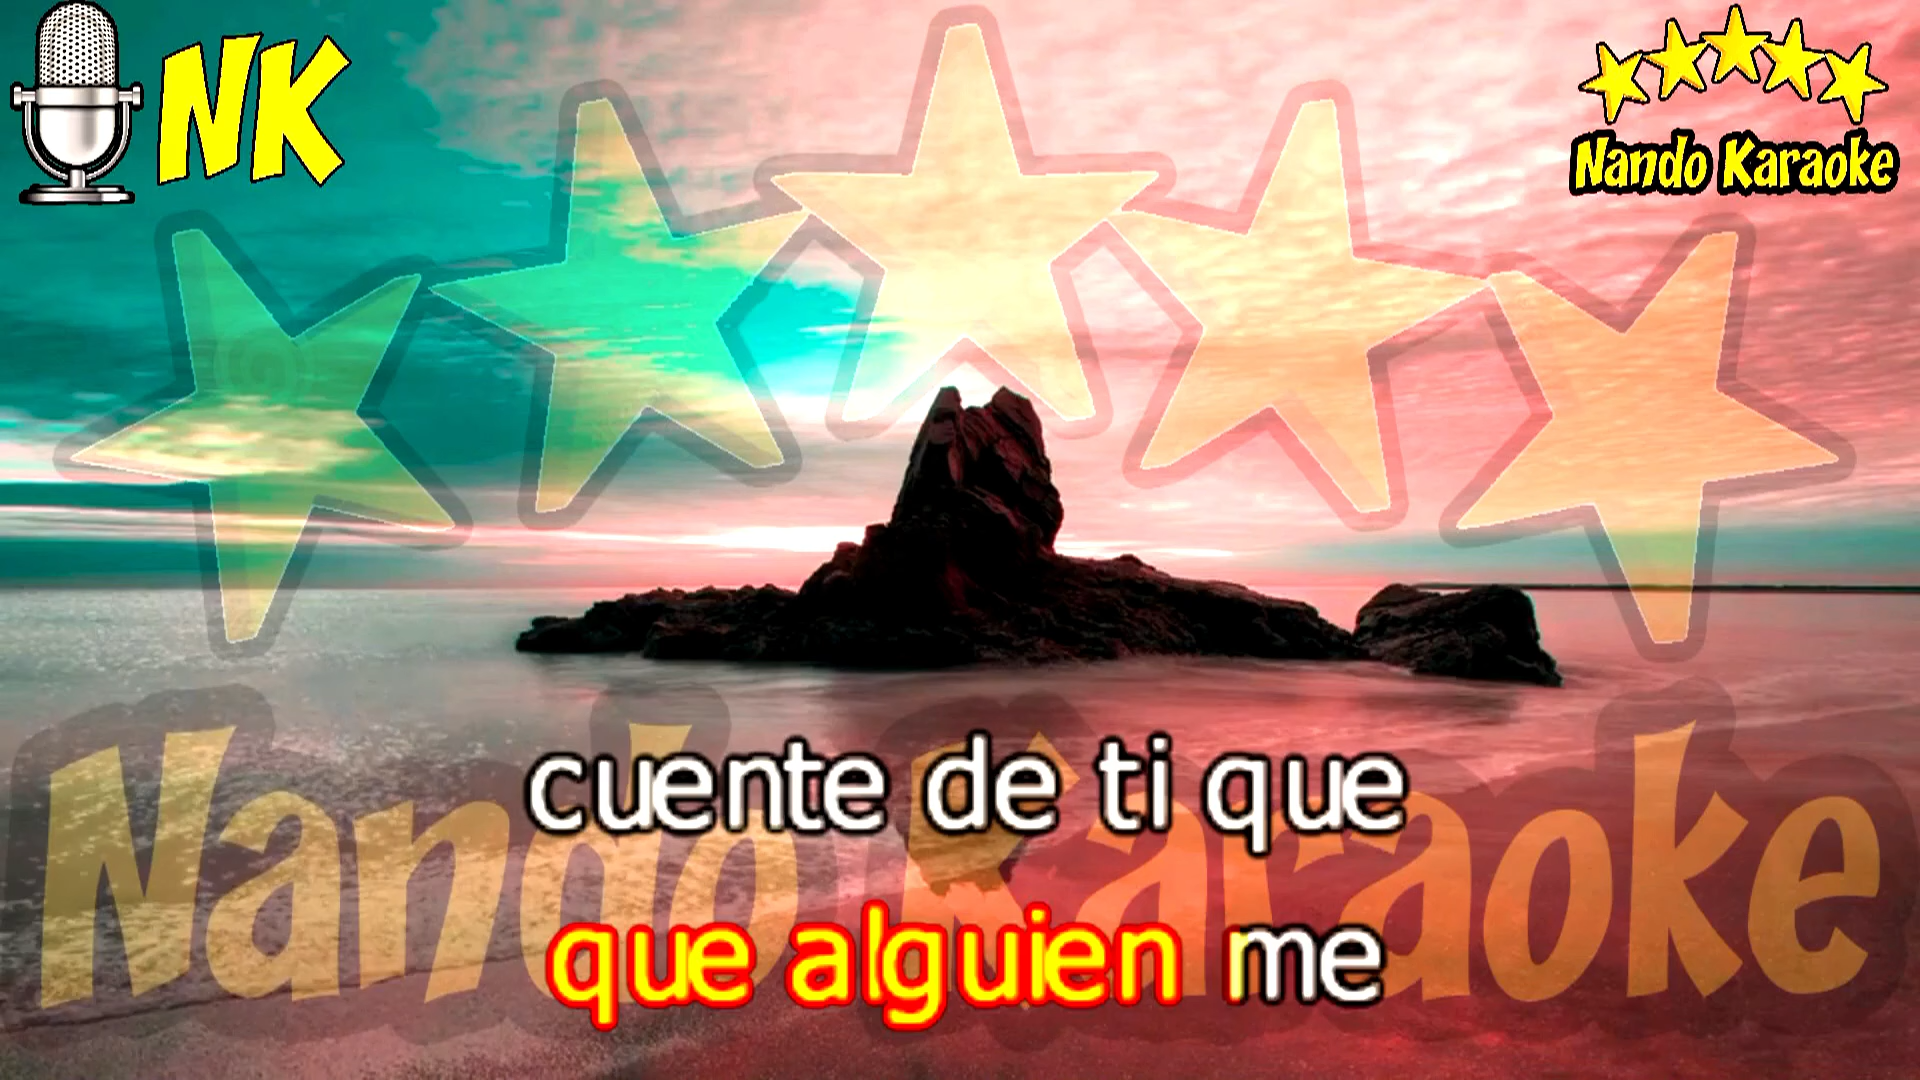 NK
Nando Karaoke
Nando Karaoke
cuente de ti que
que alguien me